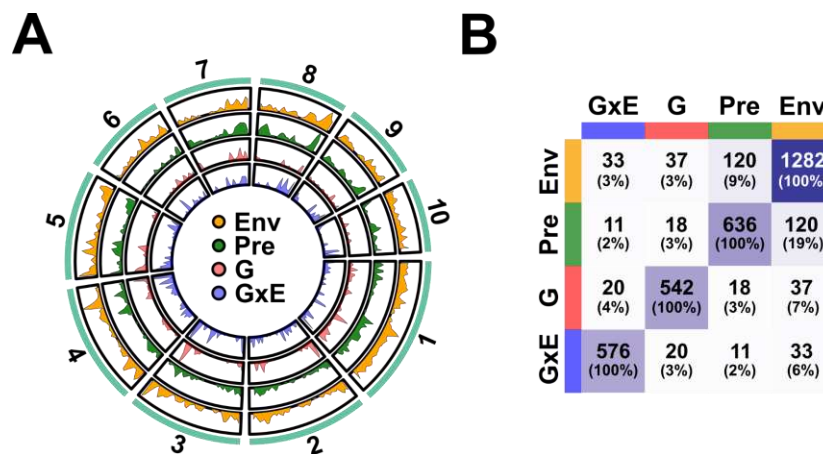 A
7
8
6
9
5
10
4
1
3
2
Env
Pre
G
GxE
B
GxE G Pre Env
Env 33 37 120 1282
(3%) (3%) (9%) (100%)
Pre 11 18 636 120
(2%) (3%) (100%) (19%)
G 20 542 18 37
(4%) (100%) (3%) (7%)
GxE 576 20 11 33
(100%) (3%) (2%) (6%)